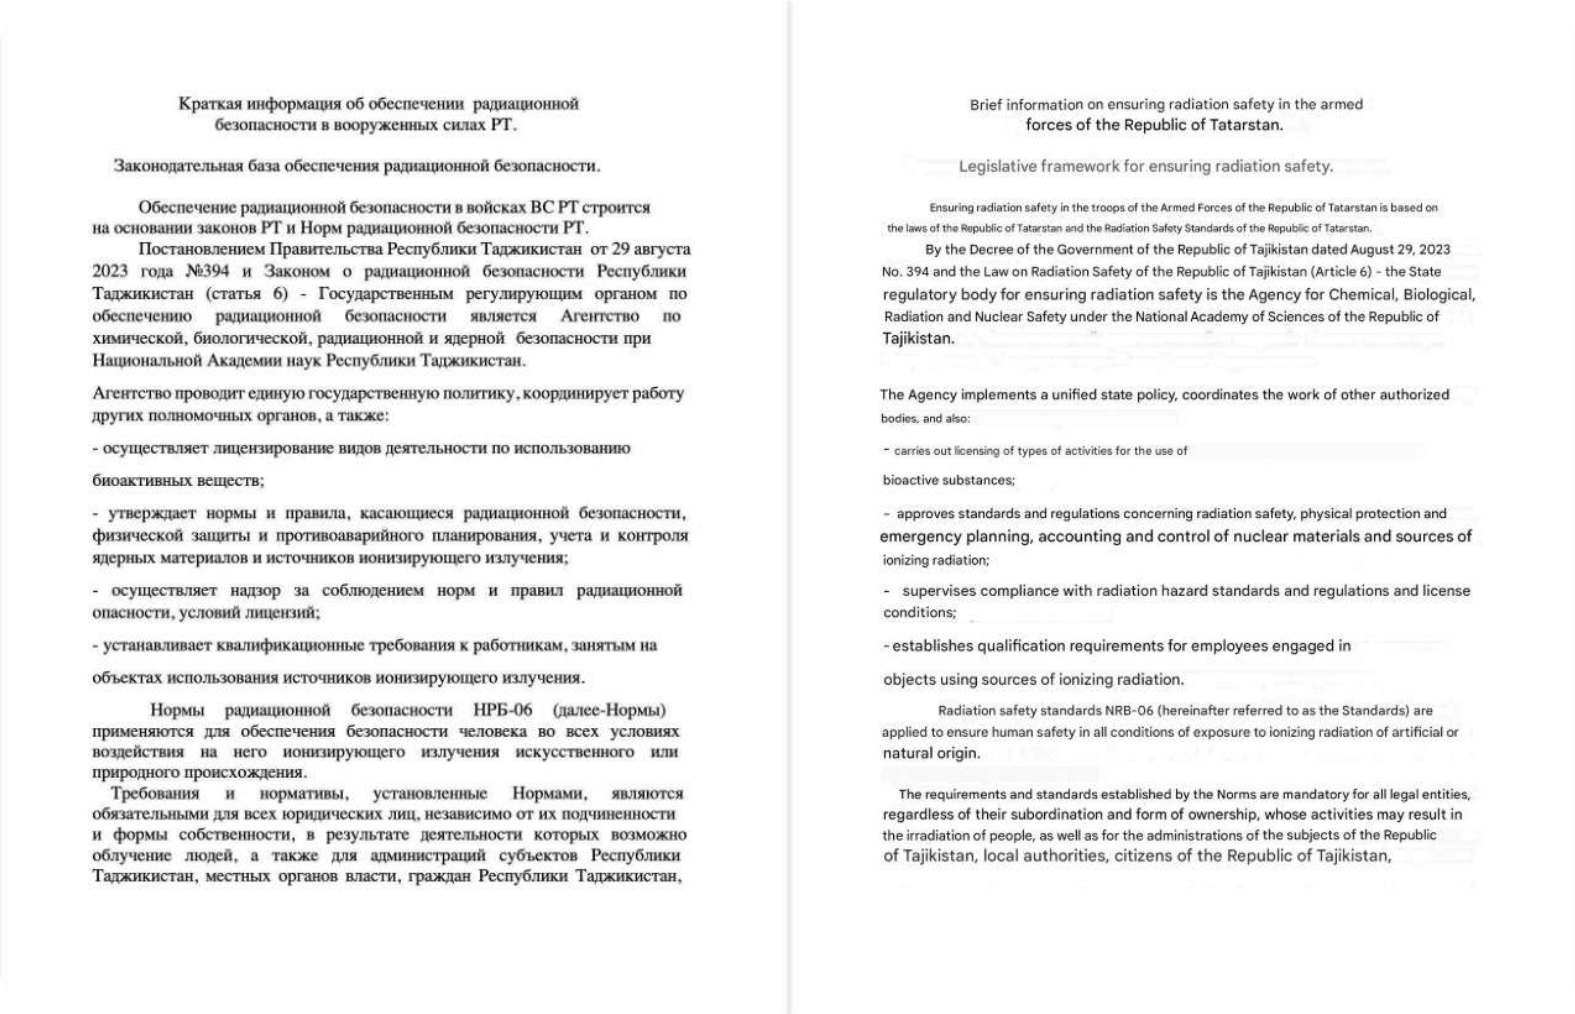 Краткая информация об обеспечении радиационной
безопасности в вооруженных силах РТ.
Законодательная база обеспечения радиационной безопасности.
Обеспечение радиационной безопасности в войсках ВС РТ строится
на основании законов РТ и Норм радиационной безопасности РТ.
Постановлением Правительства Республики Таджикистан от 29 августа
2023 года №394 и Законом о радиационной безопасности Республики
Таджикистан (статья 6) - Государственным регулирующим органом по
обеспечению радиационной безопасности является Агентство по
химической, биологической, радиационной и ядерной безопасности при
Национальной Академии наук Республики Таджикистан.
Агентство проводит единую государственную политику, координирует работу
других полномочных органов, а также:
- осуществляет лицензирование видов деятельности по использованию
биоактивных веществ;
- утверждает нормы и правила, касающиеся радиационной безопасности,
физической защиты и противоаварийного планирования, учета и контроля
ядерных материалов и источников ионизирующего излучения;
- осуществляет надзор за соблюдением норм и правил радиационной
опасности, условий лицензий;
- устанавливает квалификационные требования к работникам, занятым на
объектах использования источников ионизирующего излучения.
Нормы радиационной безопасности НРБ-06 (далее-Нормы)
применяются для обеспечения безопасности человека во всех условиях
воздействия на него ионизирующего излучения искусственного или
природного происхождения.
Требования и нормативы, установленные Нормами, являются
обязательными для всех юридических лиц, независимо от их подчиненности
и формы собственности, в результате деятельности которых возможно
облучение людей, а также для администраций субъектов Республики
Таджикистан, местных органов власти, граждан Республики Таджикистан,
Brief information on ensuring radiation safety in the armed
forces of the Republic of Tatarstan.
Legislative framework for ensuring radiation safety.
Ensuring radiation safety in the troops of the Armed Forces of the Republic of Tatarstan is based on
the laws of the Republic of Tatarstan and the Radiation Safety Standards of the Republic of Tatarstan.
By the Decree of the Government of the Republic of Tajikistan dated August 29, 2023
No. 394 and the Law on Radiation Safety of the Republic of Tajikistan (Article 6) - the State
regulatory body for ensuring radiation safety is the Agency for Chemical, Biological,
Radiation and Nuclear Safety under the National Academy of Sciences of the Republic of
Tajikistan.
The Agency implements a unified state policy, coordinates the work of other authorized
bodies, and also:
- carries out licensing of types of activities for the use of
bioactive substances;
- approves standards and regulations concerning radiation safety, physical protection and
emergency planning, accounting and control of nuclear materials and sources of
ionizing radiation;
- supervises compliance with radiation hazard standards and regulations and license
conditions;
- establishes qualification requirements for employees engaged in
objects using sources of ionizing radiation.
Radiation safety standards NRB-06 (hereinafter referred to as the Standards) are
applied to ensure human safety in all conditions of exposure to ionizing radiation of artificial or
natural origin.
The requirements and standards established by the Norms are mandatory for all legal entities,
regardless of their subordination and form of ownership, whose activities may result in
the irradiation of people, as well as for the administrations of the subjects of the Republic
of Tajikistan, local authorities, citizens of the Republic of Tajikistan,